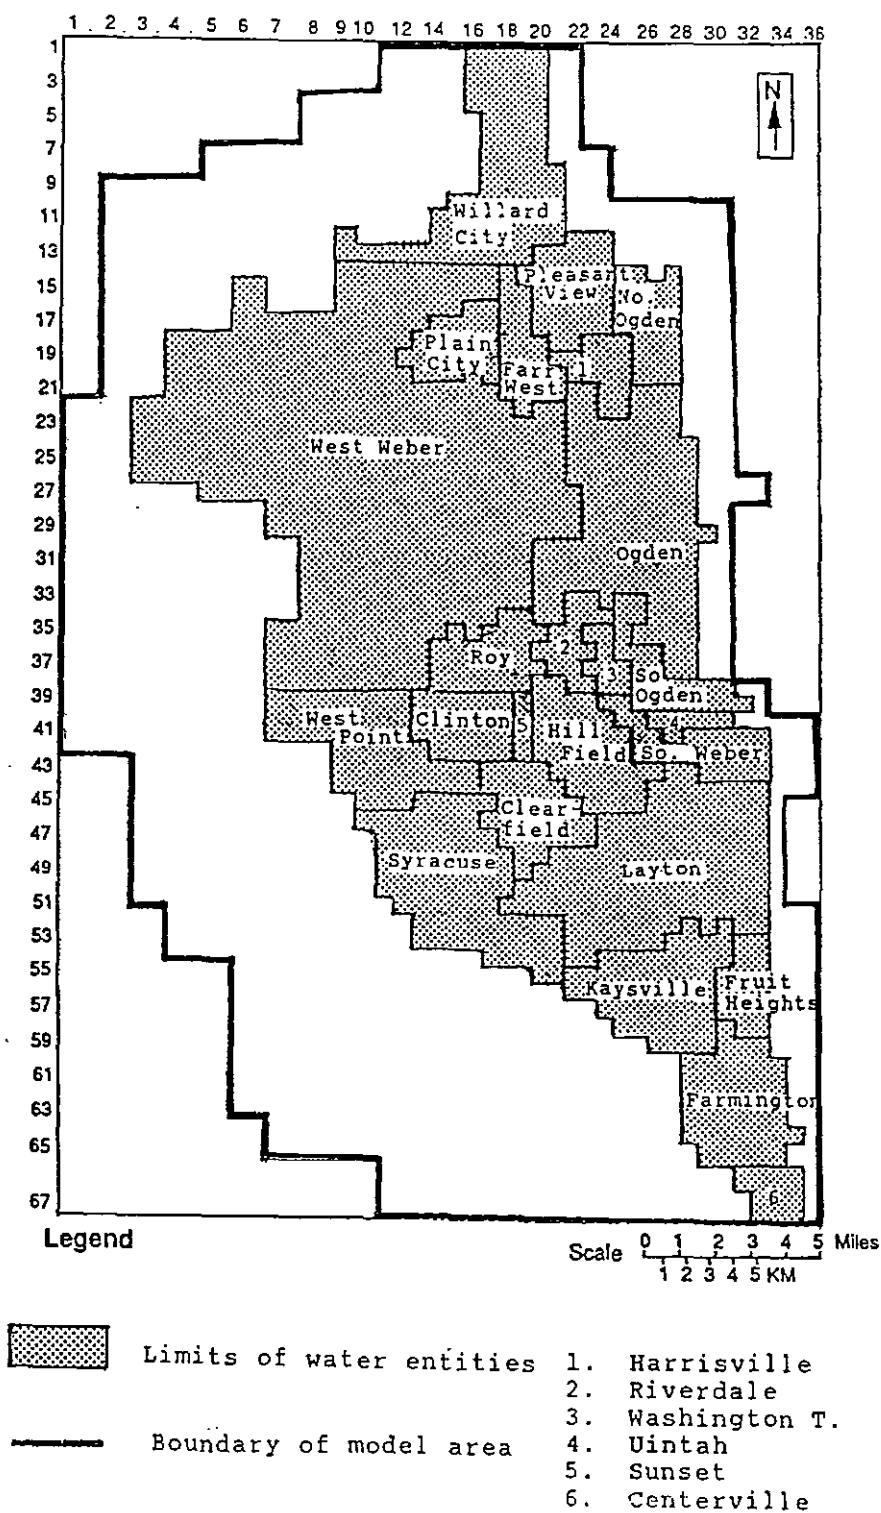 1 2 3 4 5 6 7 8 9 10 12 14 16 18 20 22 24 26 28 30 32 34 36
1
3
5
7
9
11
13
15
17
19
21
23
25
27
29
31
33
35
37
39
41
43
45
47
49
51
53
55
57
59
61
63
65
67
N
Willard
City
Pleasant
View
No.
Ogden
Plain
City
Farr
West
1
West Weber
Ogden
2
Roy
3
So.
Ogden
West
Point
Clinton
5
Hill
Field
4
So. Weber
Clear
field
Syracuse
Layton
Kaysville
Fruit
Heights
Farmington
6
Legend
Scale
0 1 2 3 4 5 Miles
1 2 3 4 5 KM
Limits of water entities
Boundary of model area
1. Harrisville
2. Riverdale
3. Washington T.
4. Uintah
5. Sunset
6. Centerville